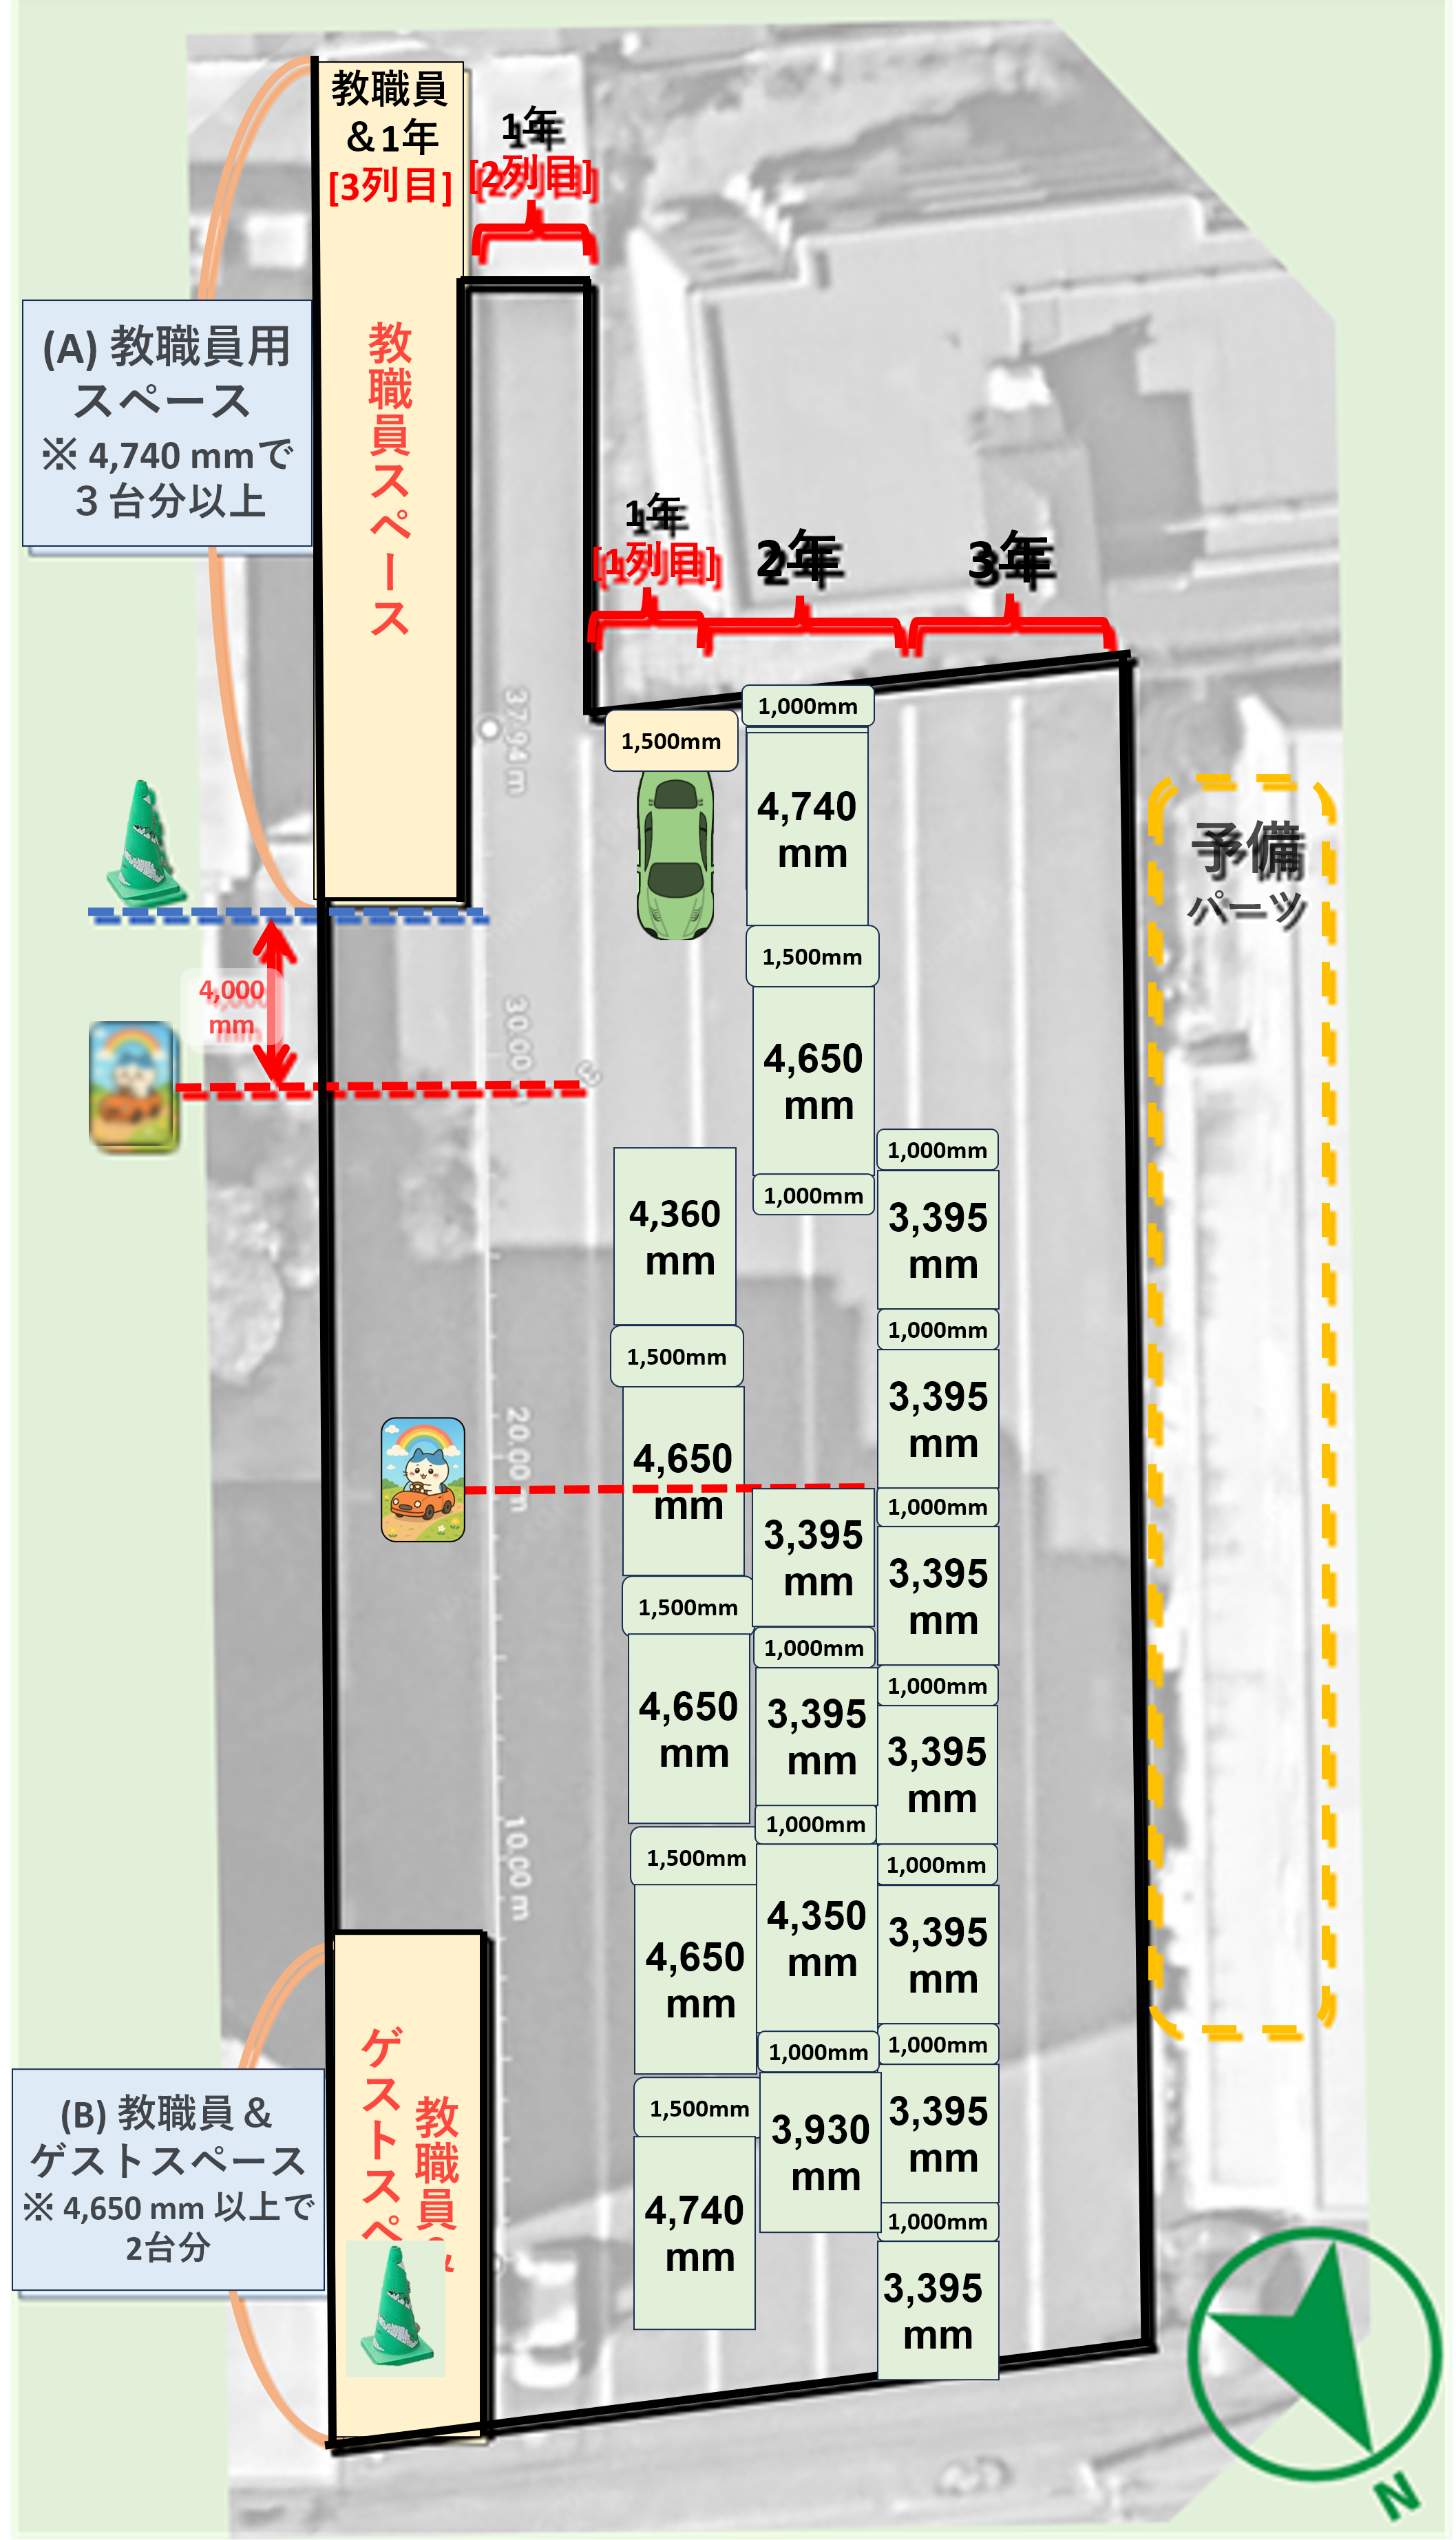 教職員
＆1年
[3列目]
1年
[2列目]
教職員スペース
(A) 教職員用
スペース
※ 4,740 mmで
３台分以上
1年
[1列目]
2年
3年
37.94 m
1,500mm
1,000mm
4,740
mm
1,500mm
4,650
mm
1,000mm
予備
パーツ
4,000
mm
30.00
4,360
mm
1,500mm
4,650
mm
1,500mm
4,650
mm
1,500mm
4,650
mm
1,500mm
4,740
mm
20.00 m
10.00 m
3,395
mm
1,000mm
3,395
mm
1,000mm
4,350
mm
1,000mm
3,930
mm
1,000mm
3,395
mm
1,000mm
3,395
mm
1,000mm
3,395
mm
1,000mm
3,395
mm
1,000mm
3,395
mm
1,000mm
3,395
mm
1,000mm
3,395
mm
教職員&
ゲストスペ
(B) 教職員＆
ゲストスペース
※ 4,650 mm 以上で
2台分
N